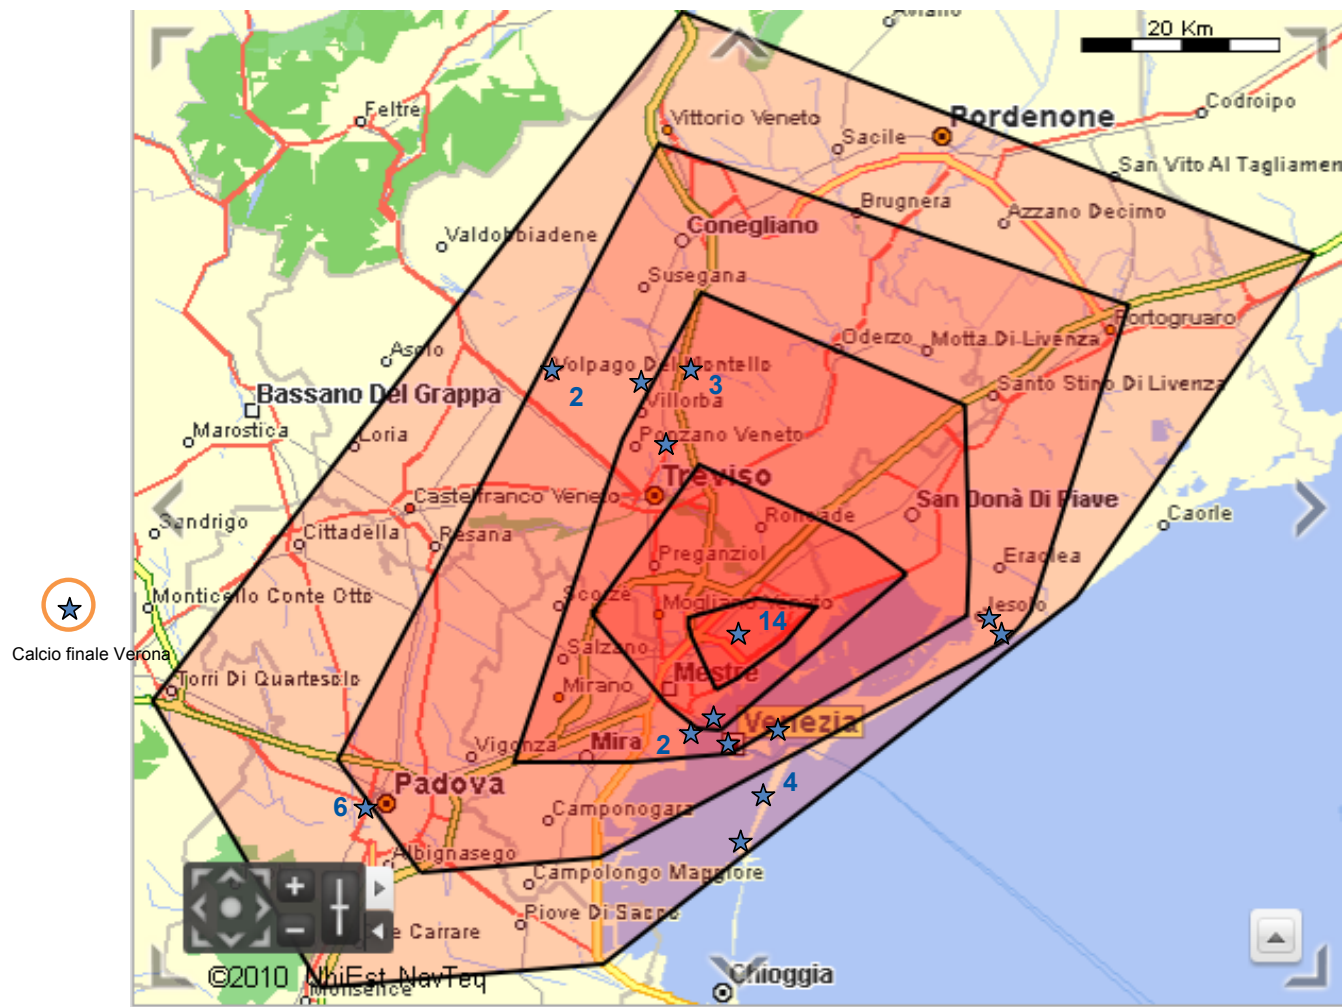 Aviano
20 Km
Codroipo
Feltre
Vittorio Veneto
Pordenone
Sacile
San Vito Al Tagliamen
Brugnera
Azzano Decimo
Valdobbiadene
Conegliano
Susegana
Portogruaro
Oderzo
Motta Di Livenza
Asolo
Volpago Del Montello
3
2
Santo Stino Di Livenza
Bassano Del Grappa
Villorba
Marostica
Loria
Ponzano Veneto
Treviso
Castelfranco Veneto
San Donà Di Piave
Sandrigo
Cittadella
Resana
Roncade
Caorle
Preganziol
Eraclea
Monticello Conte Otto
Scorzè
Mogliano Veneto
Jesolo
14
Calcio finale Verona
Salzano
Mestre
Torri Di Quartesolo
Mirano
Venezia
Vigonza
Mira
2
Padova
4
6
Camponogara
Albignasego
Campolongo Maggiore
Piove Di Sacco
e Carrare
©2010 NhiEst NavTeq
Chioggia
Monselice